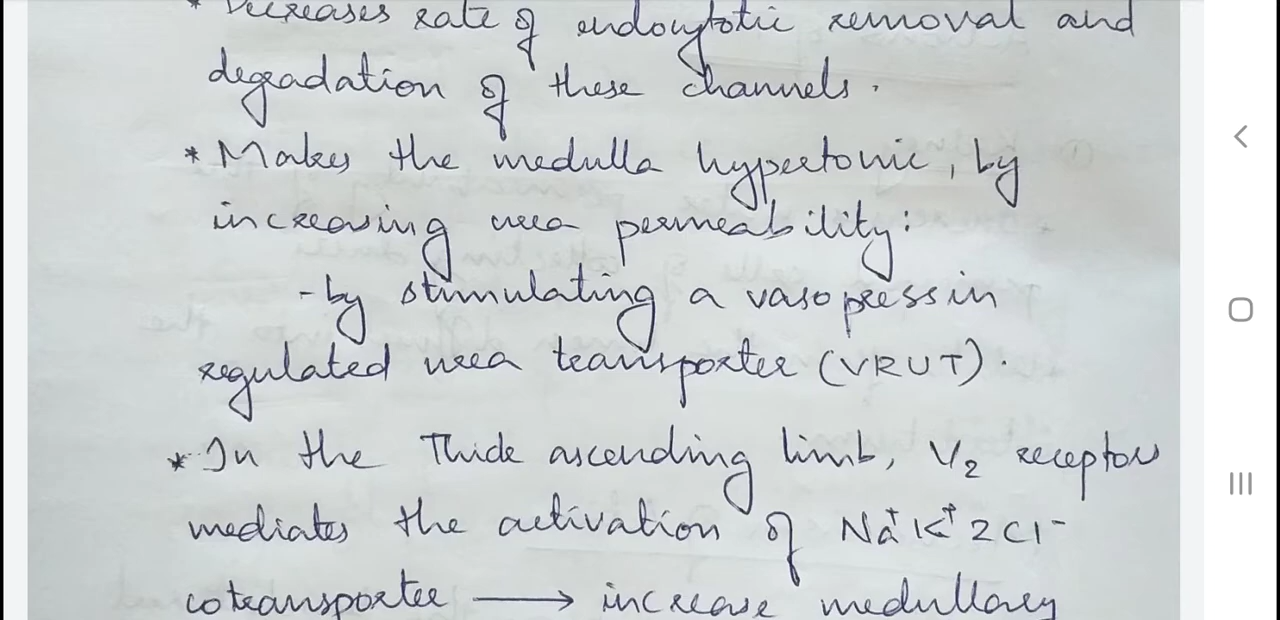 * Decreases rate of endocytotic removal and
degradation of these channels.
* Makes the medulla hypertonic, by
increasing urea permeability:
- by stimulating a vasopressin
regulated urea transporter (VRUT).
* In the Thick ascending limb, V₂ receptor
mediates the activation of Na⁺K⁺2Cl⁻
cotransporter ⟶ increase medullary